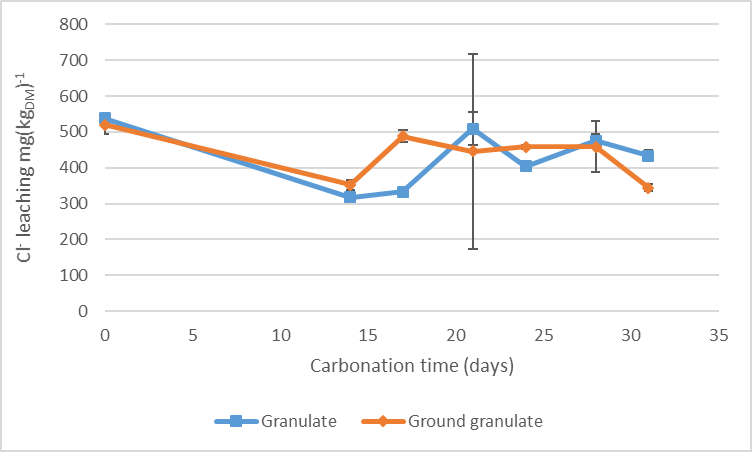 800
700
600
500
400
300
200
100
0
Cl⁻ leaching mg(kg_DM)⁻¹
0 5 10 15 20 25 30 35
Carbonation time (days)
Granulate Ground granulate